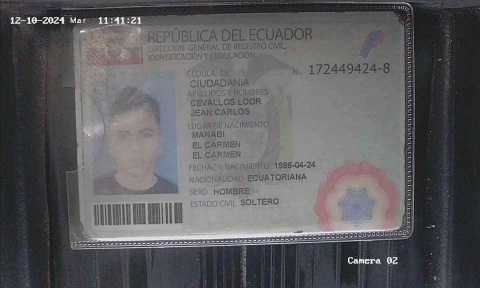 12-10-2024 Mar 11:41:21
REPÚBLICA DEL ECUADOR
DIRECCIÓN GENERAL DE REGISTRO CIVIL,
IDENTIFICACIÓN Y CEDULACIÓN
CÉDULA DE
N. 172449424-8
CIUDADANÍA
APELLIDOS Y NOMBRES
CEVALLOS LOOR
JEAN CARLOS
LUGAR DE NACIMIENTO
MANABI
EL CARMEN
EL CARMEN
FECHA DE NACIMIENTO 1998-04-24
NACIONALIDAD ECUATORIANA
SEXO HOMBRE
ESTADO CIVIL SOLTERO
Camera 02